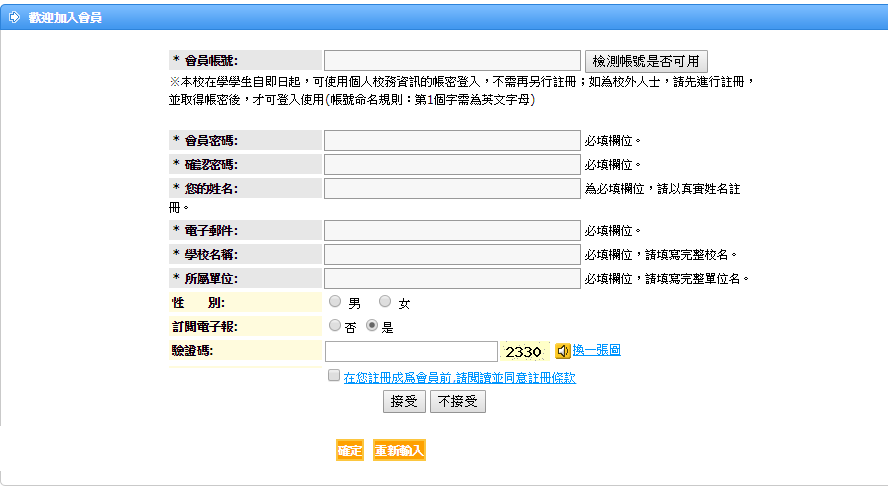 歡迎加入會員
* 會員帳號: 檢測帳號是否可用
※本校在學學生自即日起，可使用個人校務資訊的帳密登入，不需再另行註冊；如為校外人士，請先進行註冊，
並取得帳密後，才可登入使用(帳號命名規則：第1個字需為英文字母)
* 會員密碼: 必填欄位。
* 確認密碼: 必填欄位。
* 您的姓名: 為必填欄位，請以真實姓名註
冊。
* 電子郵件: 必填欄位。
* 學校名稱: 必填欄位，請填寫完整校名。
* 所屬單位: 必填欄位，請填寫完整單位名。
性　　別: 男 女
訂閱電子報: 否 是
驗證碼: 2330 換一張圖
在您註冊成為會員前,請閱讀並同意註冊條款
接受 不接受
確定 重新輸入